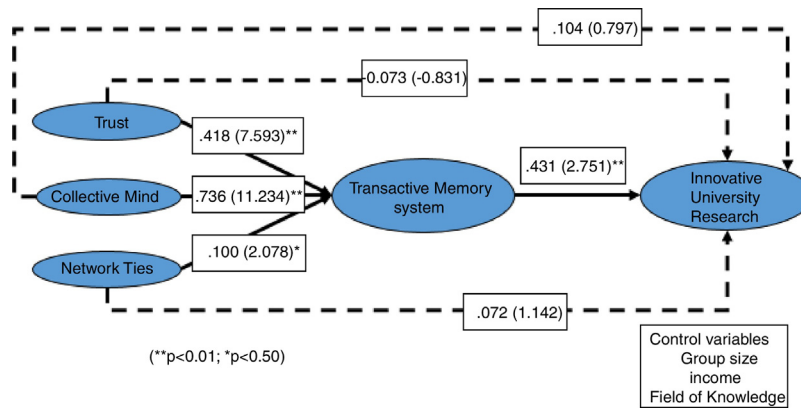 .104 (0.797)
-0.073 (-0.831)
Trust
.418 (7.593)**
Collective Mind
.736 (11.234)**
Transactive Memory
system
.431 (2.751)**
Innovative
University
Research
.100 (2.078)*
Network Ties
.072 (1.142)
(**p<0.01; *p<0.50)
Control variables
Group size
income
Field of Knowledge